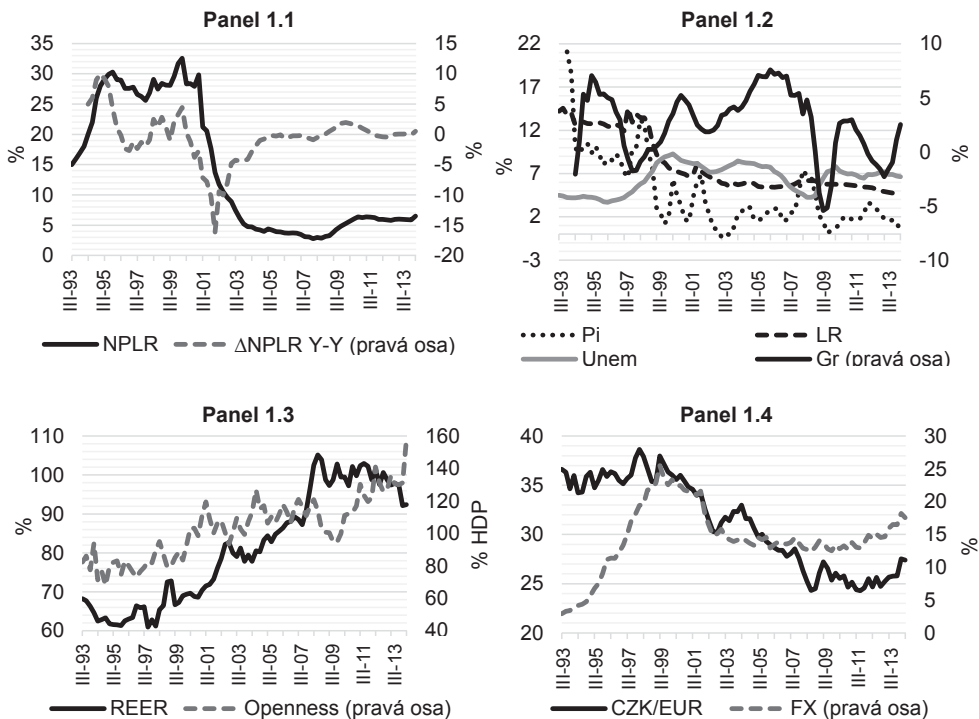 Panel 1.1
35
30
25
20
15
10
5
0
%
15
10
5
0
-5
-10
-15
-20
%
III-93
III-95
III-97
III-99
III-01
III-03
III-05
III-07
III-09
III-11
III-13
NPLR
ΔNPLR Y-Y (pravá osa)
Panel 1.2
22
17
12
7
2
-3
%
10
5
0
-5
-10
%
III-93
III-95
III-97
III-99
III-01
III-03
III-05
III-07
III-09
III-11
III-13
Pi
LR
Unem
Gr (pravá osa)
Panel 1.3
110
100
90
80
70
60
%
160
140
120
100
80
60
40
% HDP
III-93
III-95
III-97
III-99
III-01
III-03
III-05
III-07
III-09
III-11
III-13
REER
Openness (pravá osa)
Panel 1.4
40
35
30
25
20
30
25
20
15
10
5
0
%
III-93
III-95
III-97
III-99
III-01
III-03
III-05
III-07
III-09
III-11
III-13
CZK/EUR
FX (pravá osa)